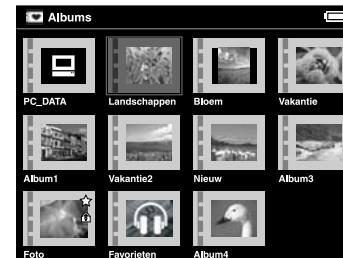 Albums
PC_DATA
Landschappen
Bloem
Vakantie
Album1
Vakantie2
Nieuw
Album3
Foto
Favorieten
Album4